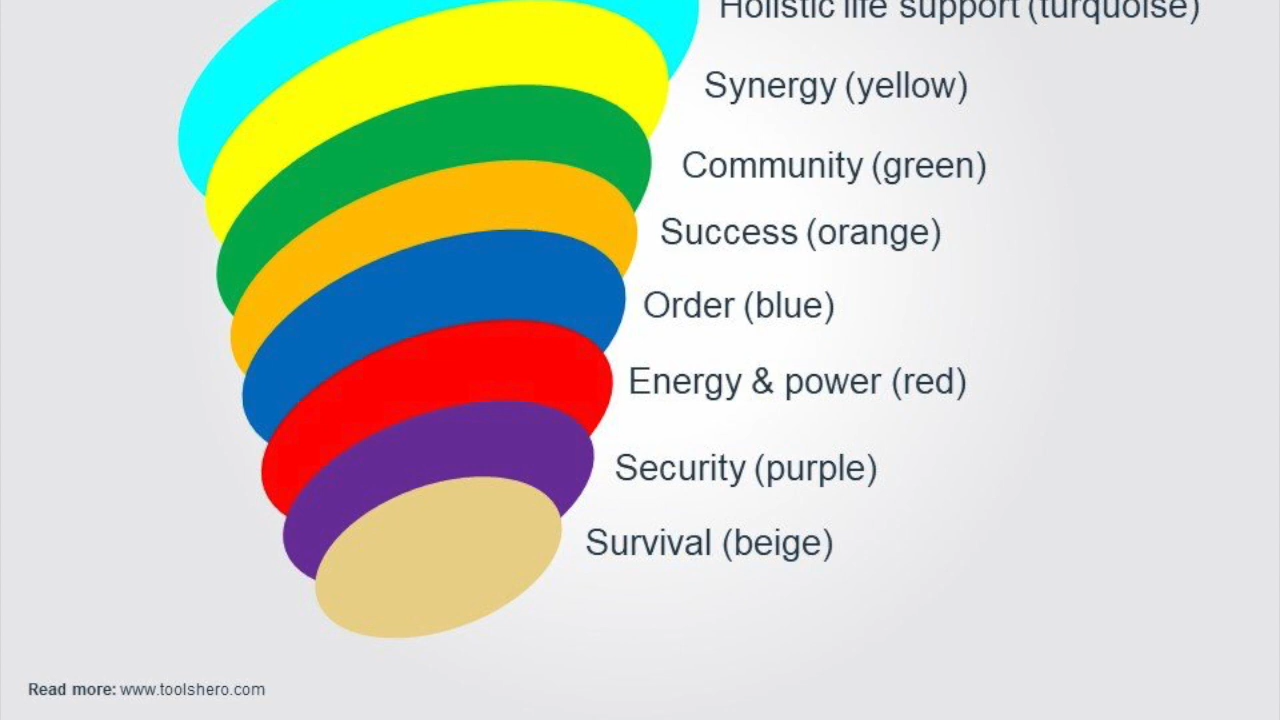 Holistic life support (turquoise)
Synergy (yellow)
Community (green)
Success (orange)
Order (blue)
Energy & power (red)
Security (purple)
Survival (beige)
Read more: www.toolshero.com